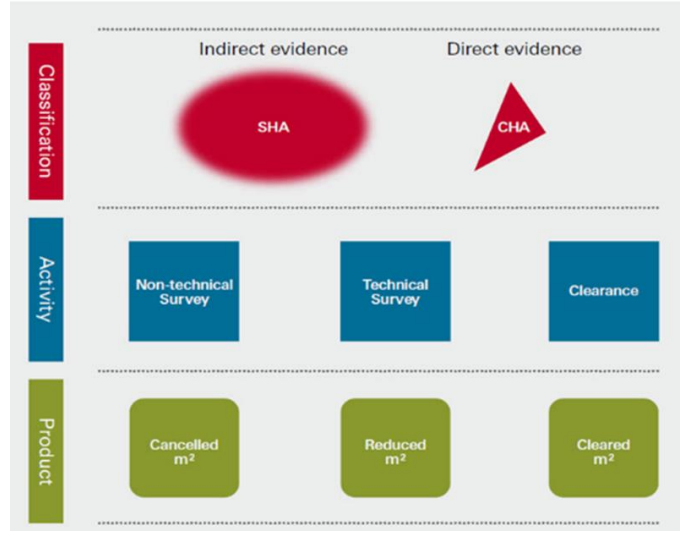 Classification
Indirect evidence
Direct evidence
SHA
CHA
Activity
Non-technical
Survey
Technical
Survey
Clearance
Product
Cancelled
m²
Reduced
m²
Cleared
m²